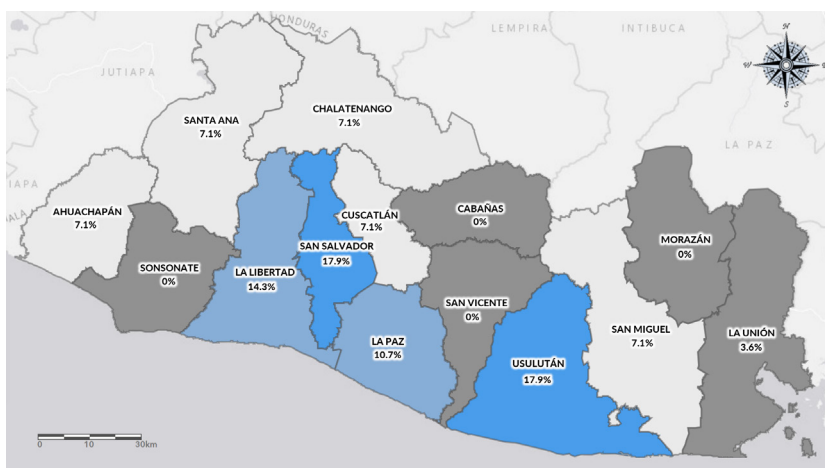 HONDURAS
LEMPIRA
INTIBUCA
N
W
S
JUTIAPA
CHALATENANGO
7.1%
SANTA ANA
7.1%
LA PAZ
IAPA
AHUACHAPÁN
7.1%
CABAÑAS
0%
CUSCATLÁN
7.1%
ALA
SAN SALVADOR
17.9%
MORAZÁN
0%
SONSONATE
0%
LA LIBERTAD
14.3%
SAN VICENTE
0%
SAN MIGUEL
7.1%
LA UNIÓN
3.6%
LA PAZ
10.7%
USULUTÁN
17.9%
0 10 30km